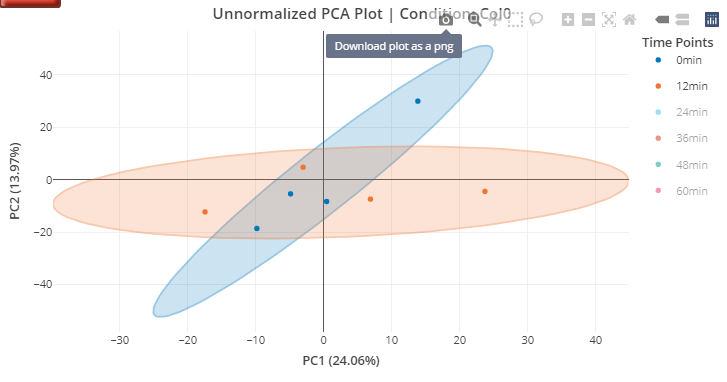 Unnormalized PCA Plot | Condition: Col0
Download plot as a png
Time Points
0min
12min
24min
36min
48min
60min
PC2 (13.97%)
40
20
0
−20
−40
−30
−20
−10
0
10
20
30
40
PC1 (24.06%)